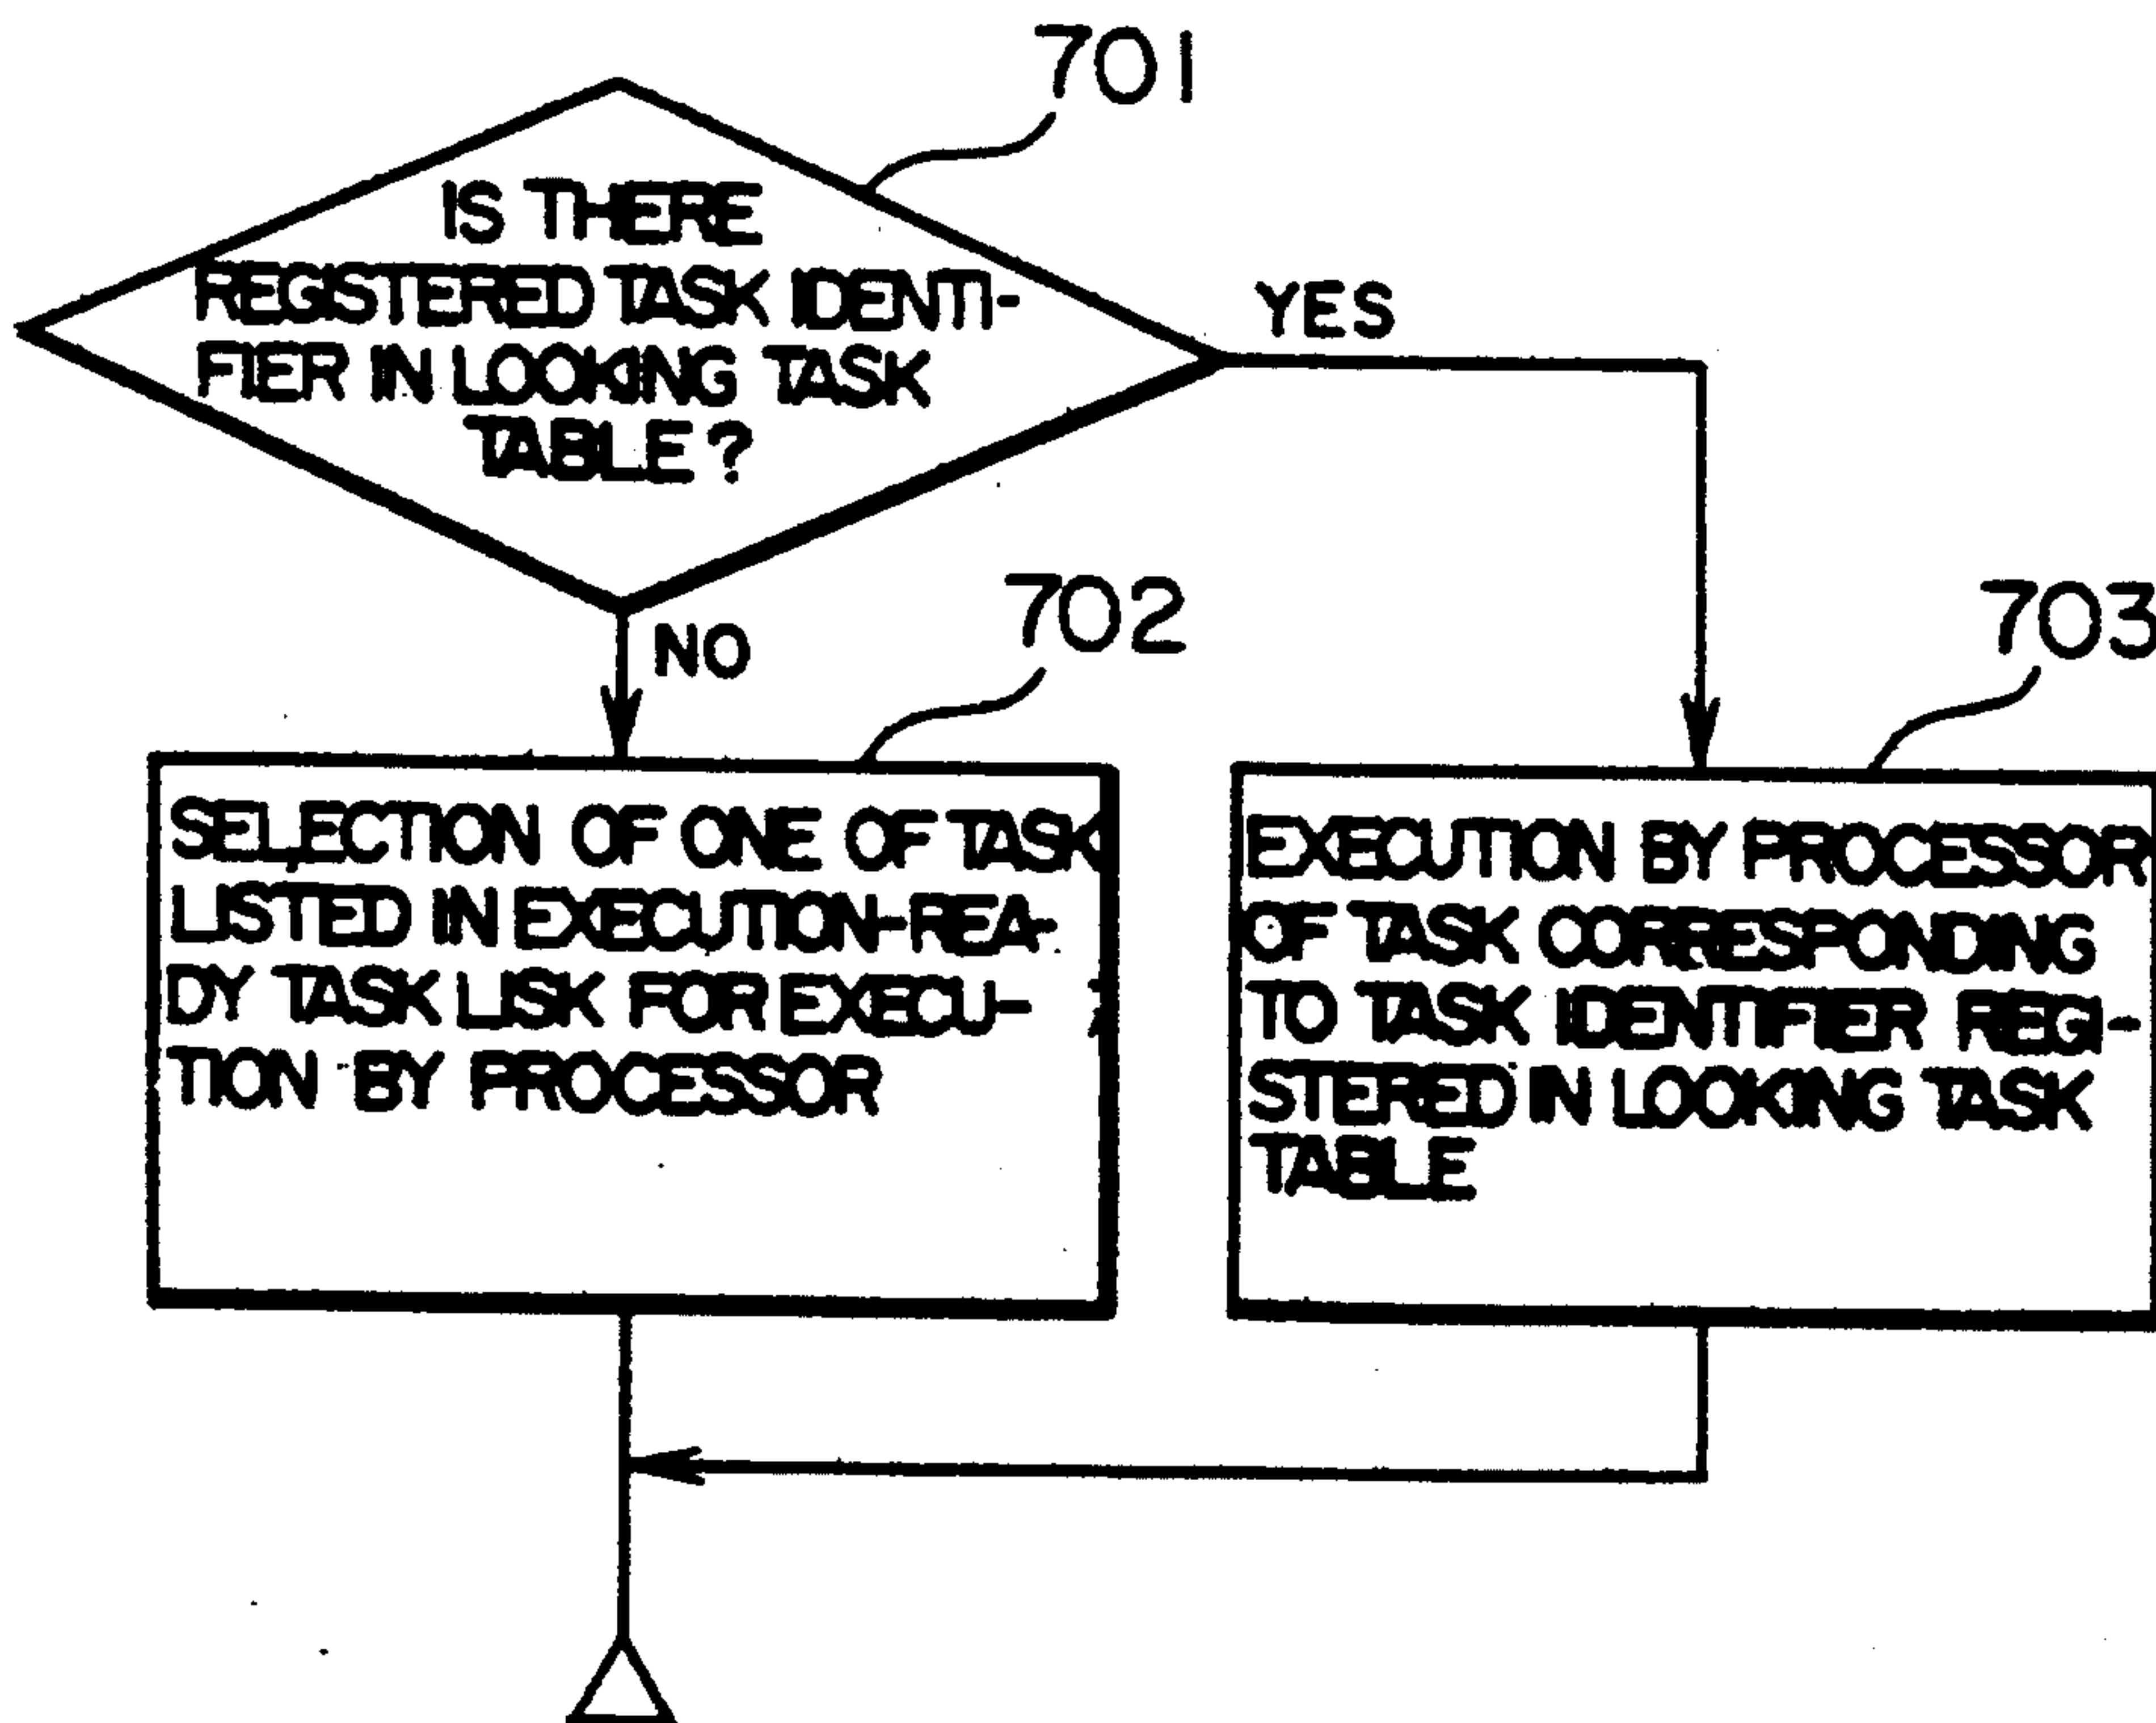 701
IS THERE
REGISTERED TASK IDENTI-
FIER IN LOOKING TASK
TABLE?
YES
NO
702
703
SELECTION OF ONE OF TASK
LISTED IN EXECUTION-REA-
DY TASK LISK FOR EXECU-
TION BY PROCESSOR
EXECUTION BY PROCESSOR
OF TASK CORRESPONDING
TO TASK IDENTIFIER REGI-
STERED IN LOOKING TASK
TABLE